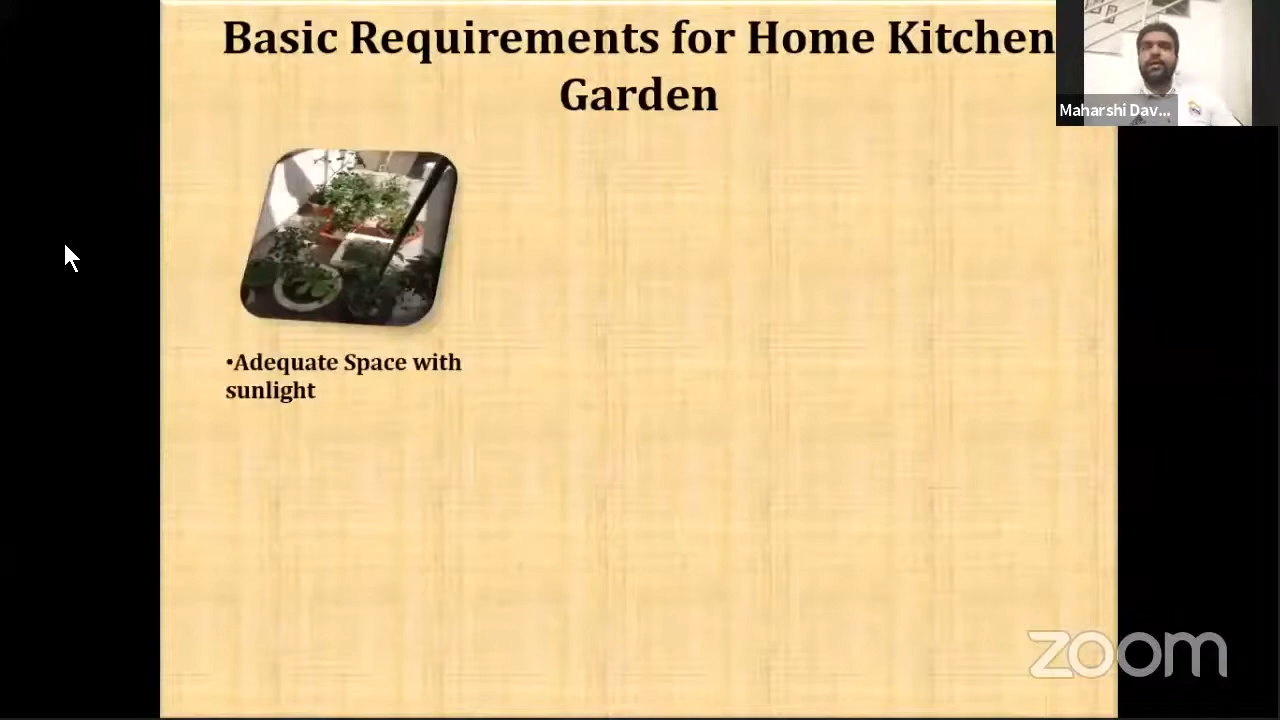 Basic Requirements for Home Kitchen
Garden
Maharshi Dav...
•Adequate Space with
sunlight
zoom